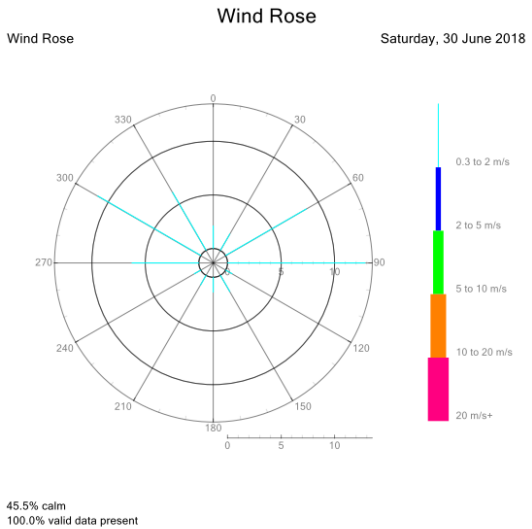 Wind Rose
Wind Rose
Saturday, 30 June 2018
0
330
30
300
60
0.3 to 2 m/s
2 to 5 m/s
270
0
5
10
90
5 to 10 m/s
240
120
10 to 20 m/s
210
150
20 m/s+
180
0
5
10
45.5% calm
100.0% valid data present